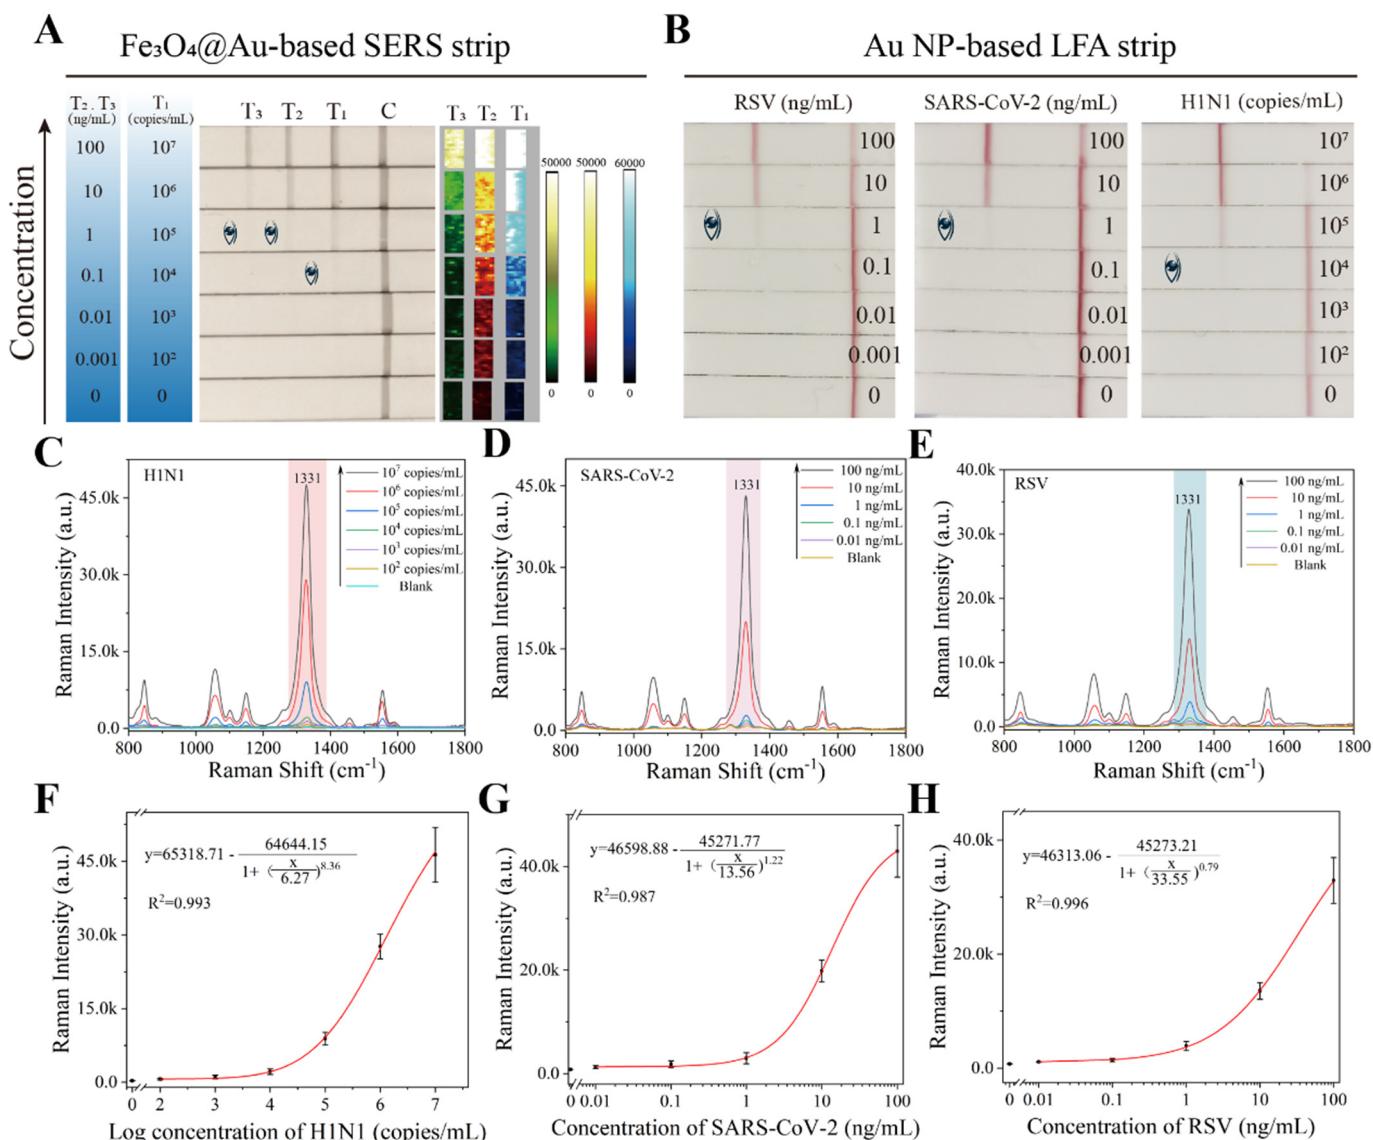 A
Fe₃O₄@Au-based SERS strip
T₂ . T₃
(ng/mL)
T₁
(copies/mL)
T₃ T₂ T₁ C
T₃ T₂ T₁
Concentration
100 10⁷
10 10⁶
1 10⁵
0.1 10⁴
0.01 10³
0.001 10²
0 0
50000 50000 60000
0 0 0
B
Au NP-based LFA strip
RSV (ng/mL)
100
10
1
0.1
0.01
0.001
0
SARS-CoV-2 (ng/mL)
100
10
1
0.1
0.01
0.001
0
H1N1 (copies/mL)
10⁷
10⁶
10⁵
10⁴
10³
10²
0
C
H1N1
1331
10⁷ copies/mL
10⁶ copies/mL
10⁵ copies/mL
10⁴ copies/mL
10³ copies/mL
10² copies/mL
Blank
Raman Intensity (a.u.)
45.0k
30.0k
15.0k
0.0
800 1000 1200 1400 1600 1800
Raman Shift (cm⁻¹)
D
SARS-CoV-2
1331
100 ng/mL
10 ng/mL
1 ng/mL
0.1 ng/mL
0.01 ng/mL
Blank
Raman Intensity (a.u.)
45.0k
30.0k
15.0k
0.0
800 1000 1200 1400 1600 1800
Raman Shift (cm⁻¹)
E
RSV
1331
100 ng/mL
10 ng/mL
1 ng/mL
0.1 ng/mL
0.01 ng/mL
Blank
Raman Intensity (a.u.)
40.0k
30.0k
20.0k
10.0k
0.0
800 1000 1200 1400 1600 1800
Raman Shift (cm⁻¹)
F
y=65318.71 - 64644.15 / 1+ (x/6.27)^8.36
R²=0.993
Raman Intensity (a.u.)
45.0k
30.0k
15.0k
0.0
0 2 3 4 5 6 7
Log concentration of H1N1 (copies/mL)
G
y=46598.88 - 45271.77 / 1+ (x/13.56)^1.22
R²=0.987
Raman Intensity (a.u.)
40.0k
20.0k
0.0
0 0.01 0.1 1 10 100
Concentration of SARS-CoV-2 (ng/mL)
H
y=46313.06 - 45273.21 / 1+ (x/33.55)^0.79
R²=0.996
Raman Intensity (a.u.)
40.0k
20.0k
0.0
0 0.01 0.1 1 10 100
Concentration of RSV (ng/mL)